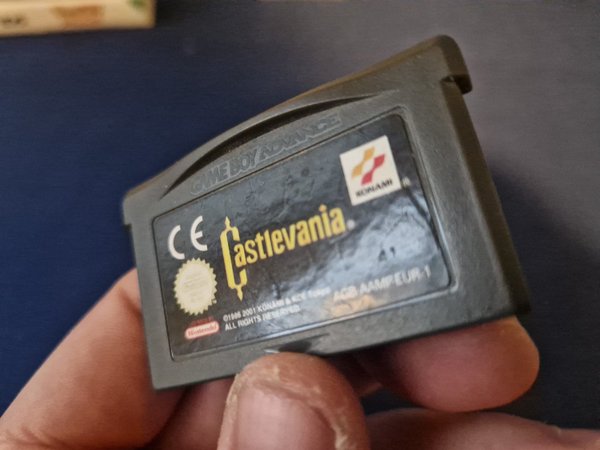 GAME BOY ADVANCE
KONAMI
CE
Castlevania®
Nintendo
©1986 2001 KONAMI & KCE TOKYO
ALL RIGHTS RESERVED.
AGB-AAMP-EUR-1